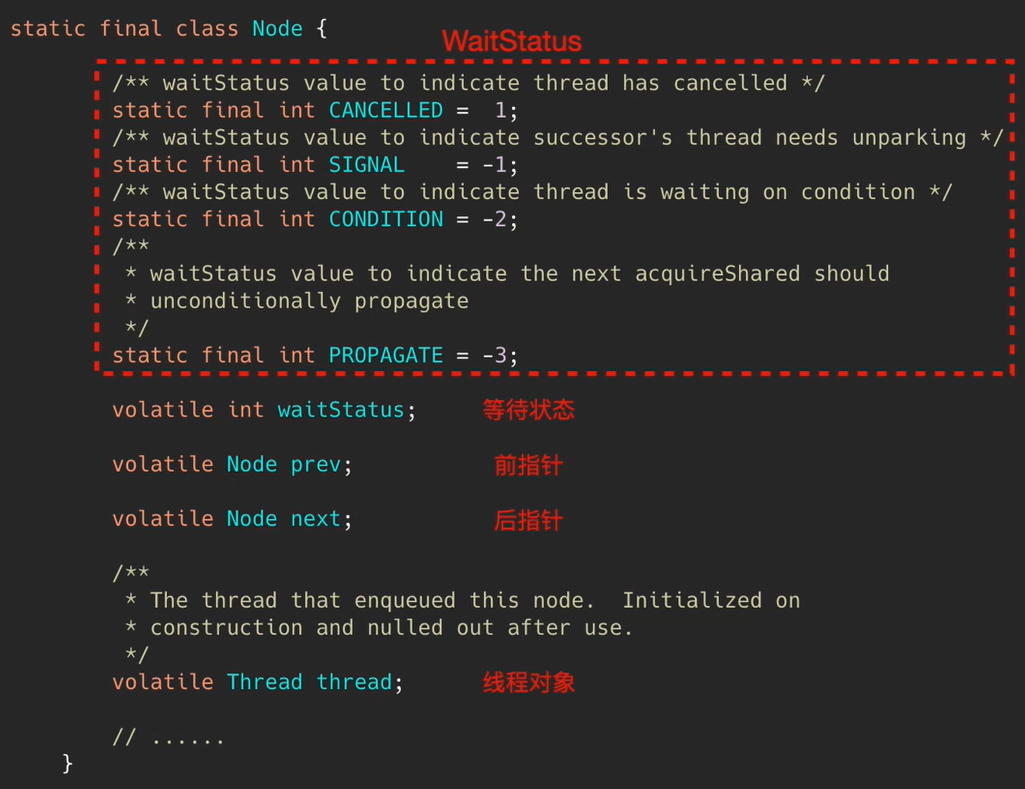 static final class Node {
WaitStatus
/** waitStatus value to indicate thread has cancelled */
static final int CANCELLED =  1;
/** waitStatus value to indicate successor's thread needs unparking */
static final int SIGNAL    = -1;
/** waitStatus value to indicate thread is waiting on condition */
static final int CONDITION = -2;
/**
* waitStatus value to indicate the next acquireShared should
* unconditionally propagate
*/
static final int PROPAGATE = -3;
volatile int waitStatus; 等待状态
volatile Node prev; 前指针
volatile Node next; 后指针
/**
* The thread that enqueued this node.  Initialized on
* construction and nulled out after use.
*/
volatile Thread thread; 线程对象
// ......
}